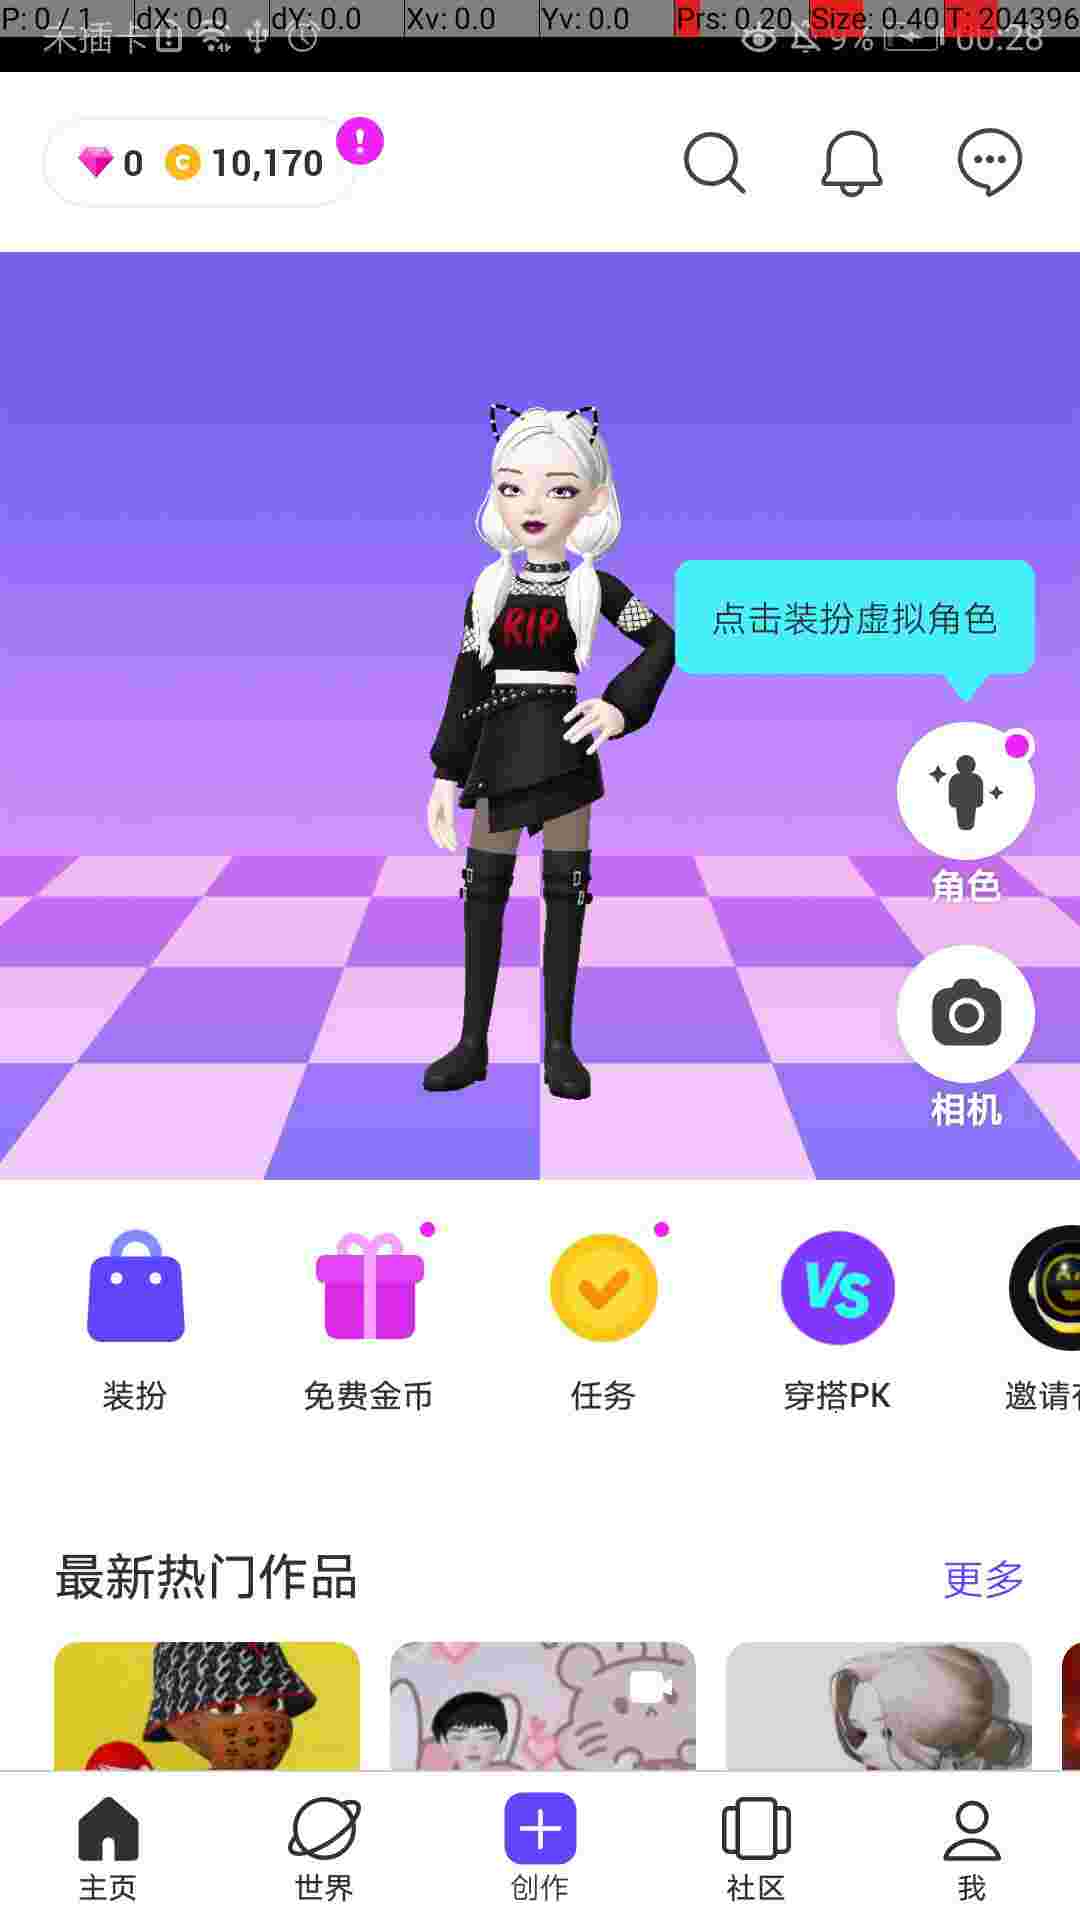 P: 0 / 1 dX: 0.0 dY: 0.0 Xv: 0.0 Yv: 0.0 Prs: 0.20 Size: 0.40 T: 204396
未插卡 9% 00:28
0 10,170
RIP
点击装扮虚拟角色
角色
相机
VS
装扮 免费金币 任务 穿搭PK 邀请
最新热门作品 更多
主页 世界 创作 社区 我